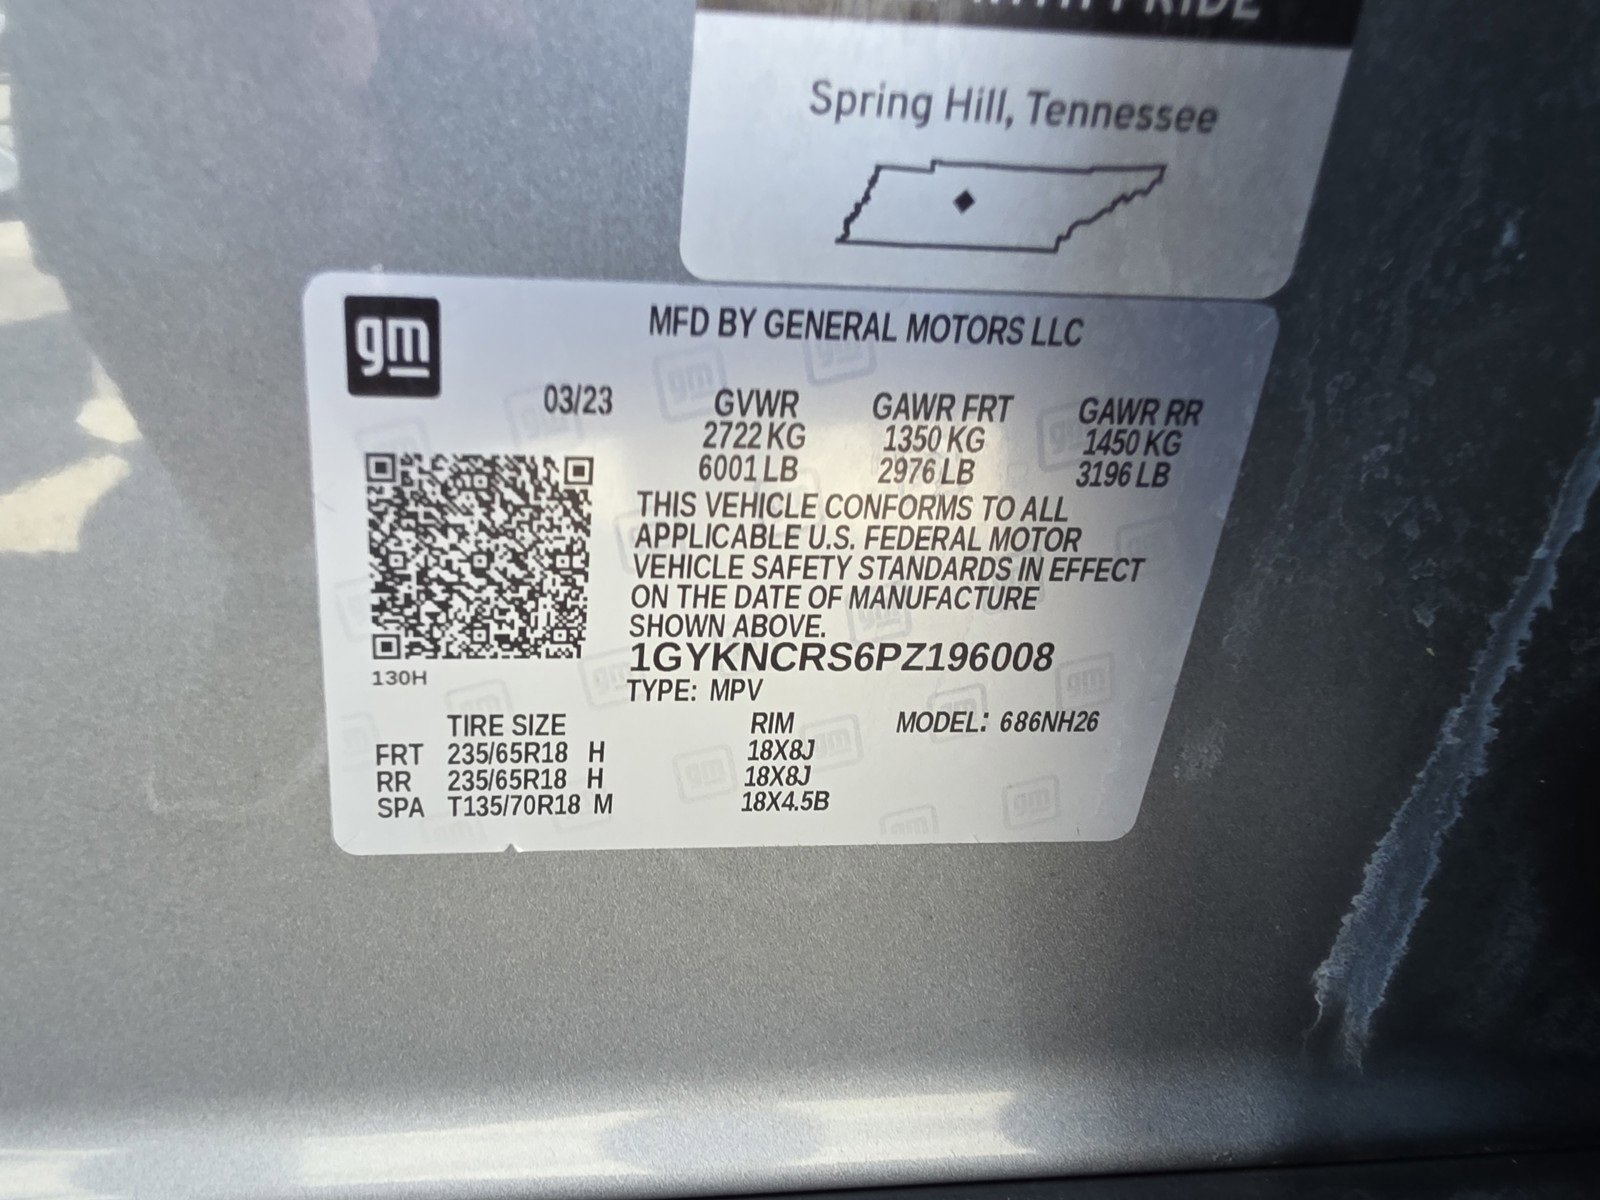 WITH PRIDE
Spring Hill, Tennessee
gm
MFD BY GENERAL MOTORS LLC
03/23 GVWR GAWR FRT GAWR RR
2722 KG 1350 KG 1450 KG
6001 LB 2976 LB 3196 LB
THIS VEHICLE CONFORMS TO ALL
APPLICABLE U.S. FEDERAL MOTOR
VEHICLE SAFETY STANDARDS IN EFFECT
ON THE DATE OF MANUFACTURE
SHOWN ABOVE.
1GYKNCRS6PZ196008
130H
TYPE: MPV
TIRE SIZE RIM MODEL: 686NH26
FRT 235/65R18 H 18X8J
RR 235/65R18 H 18X8J
SPA T135/70R18 M 18X4.5B